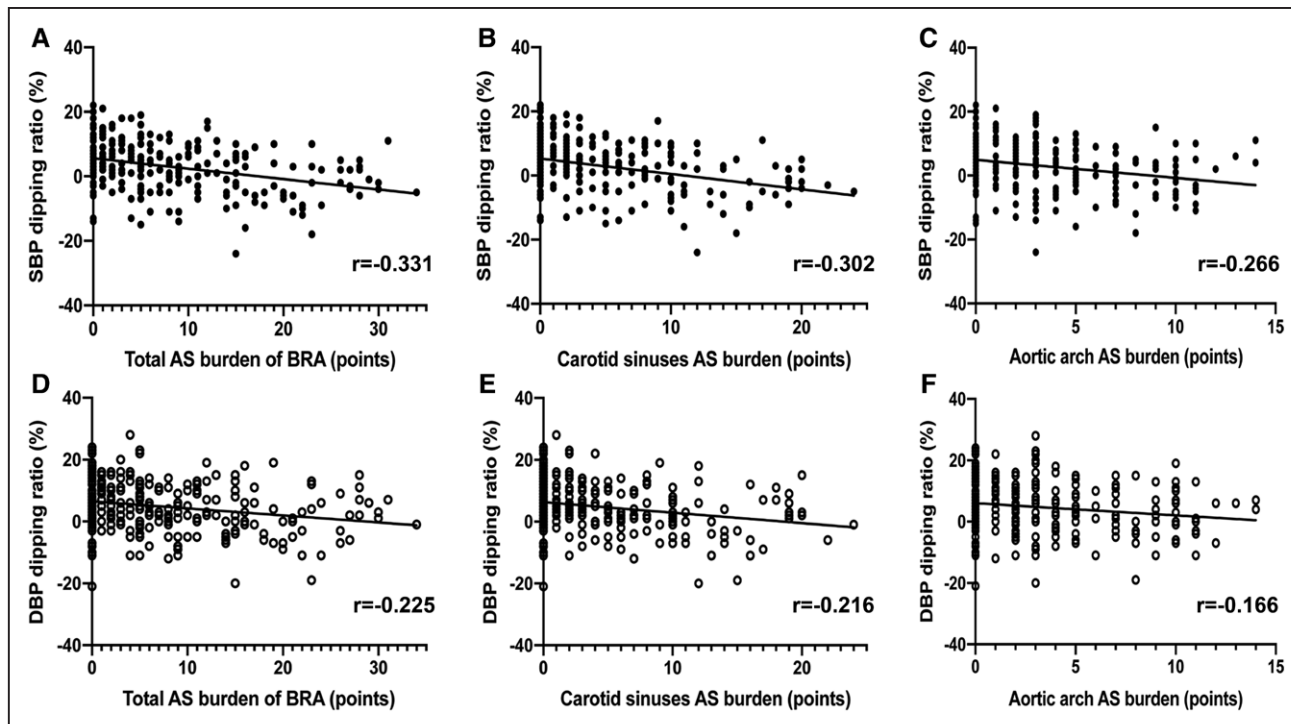 A
SBP dipping ratio (%)
40
20
0
-20
-40
r=-0.331
0 10 20 30
Total AS burden of BRA (points)
B
SBP dipping ratio (%)
40
20
0
-20
-40
r=-0.302
0 10 20
Carotid sinuses AS burden (points)
C
SBP dipping ratio (%)
40
20
0
-20
-40
r=-0.266
0 5 10 15
Aortic arch AS burden (points)
D
DBP dipping ratio (%)
40
20
0
-20
-40
r=-0.225
0 10 20 30
Total AS burden of BRA (points)
E
DBP dipping ratio (%)
40
20
0
-20
-40
r=-0.216
0 10 20
Carotid sinuses AS burden (points)
F
DBP dipping ratio (%)
40
20
0
-20
-40
r=-0.166
0 5 10 15
Aortic arch AS burden (points)